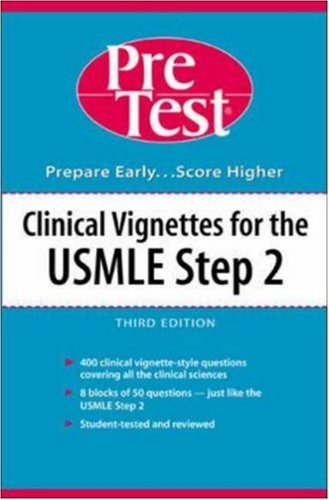 Pre
Test®
Prepare Early...Score Higher
Clinical Vignettes for the
USMLE Step 2
THIRD EDITION
400 clinical vignette-style questions
covering all the clinical sciences
8 blocks of 50 questions — just like the
USMLE Step 2
Student-tested and reviewed